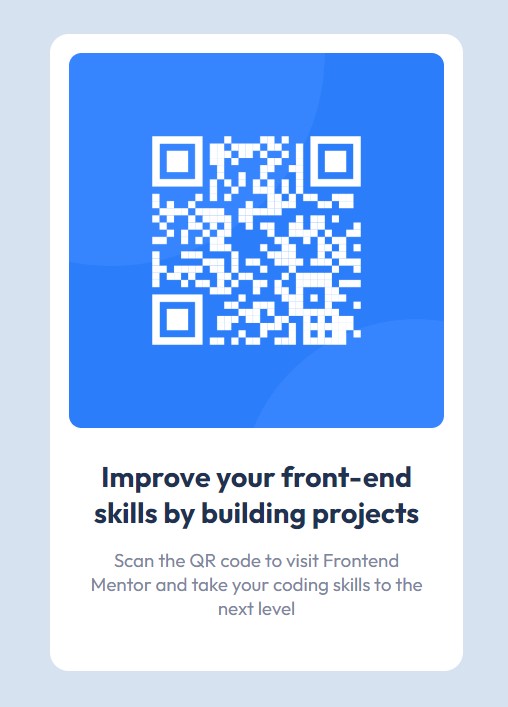 Improve your front-end
skills by building projects
Scan the QR code to visit Frontend
Mentor and take your coding skills to the
next level